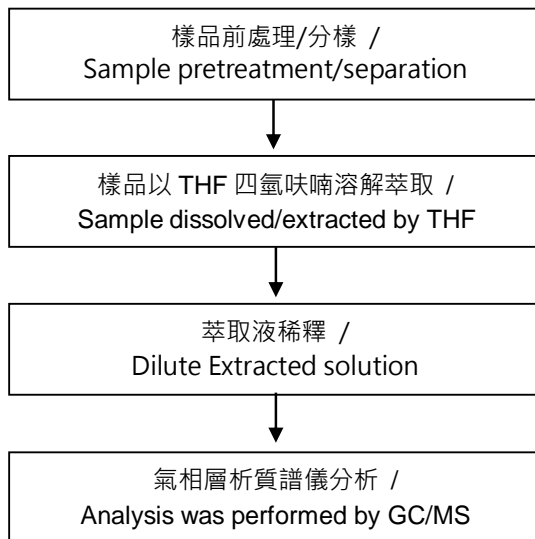 樣品前處理/分樣 /
Sample pretreatment/separation
樣品以 THF 四氫呋喃溶解萃取 /
Sample dissolved/extracted by THF
萃取液稀釋 /
Dilute Extracted solution
氣相層析質譜儀分析 /
Analysis was performed by GC/MS